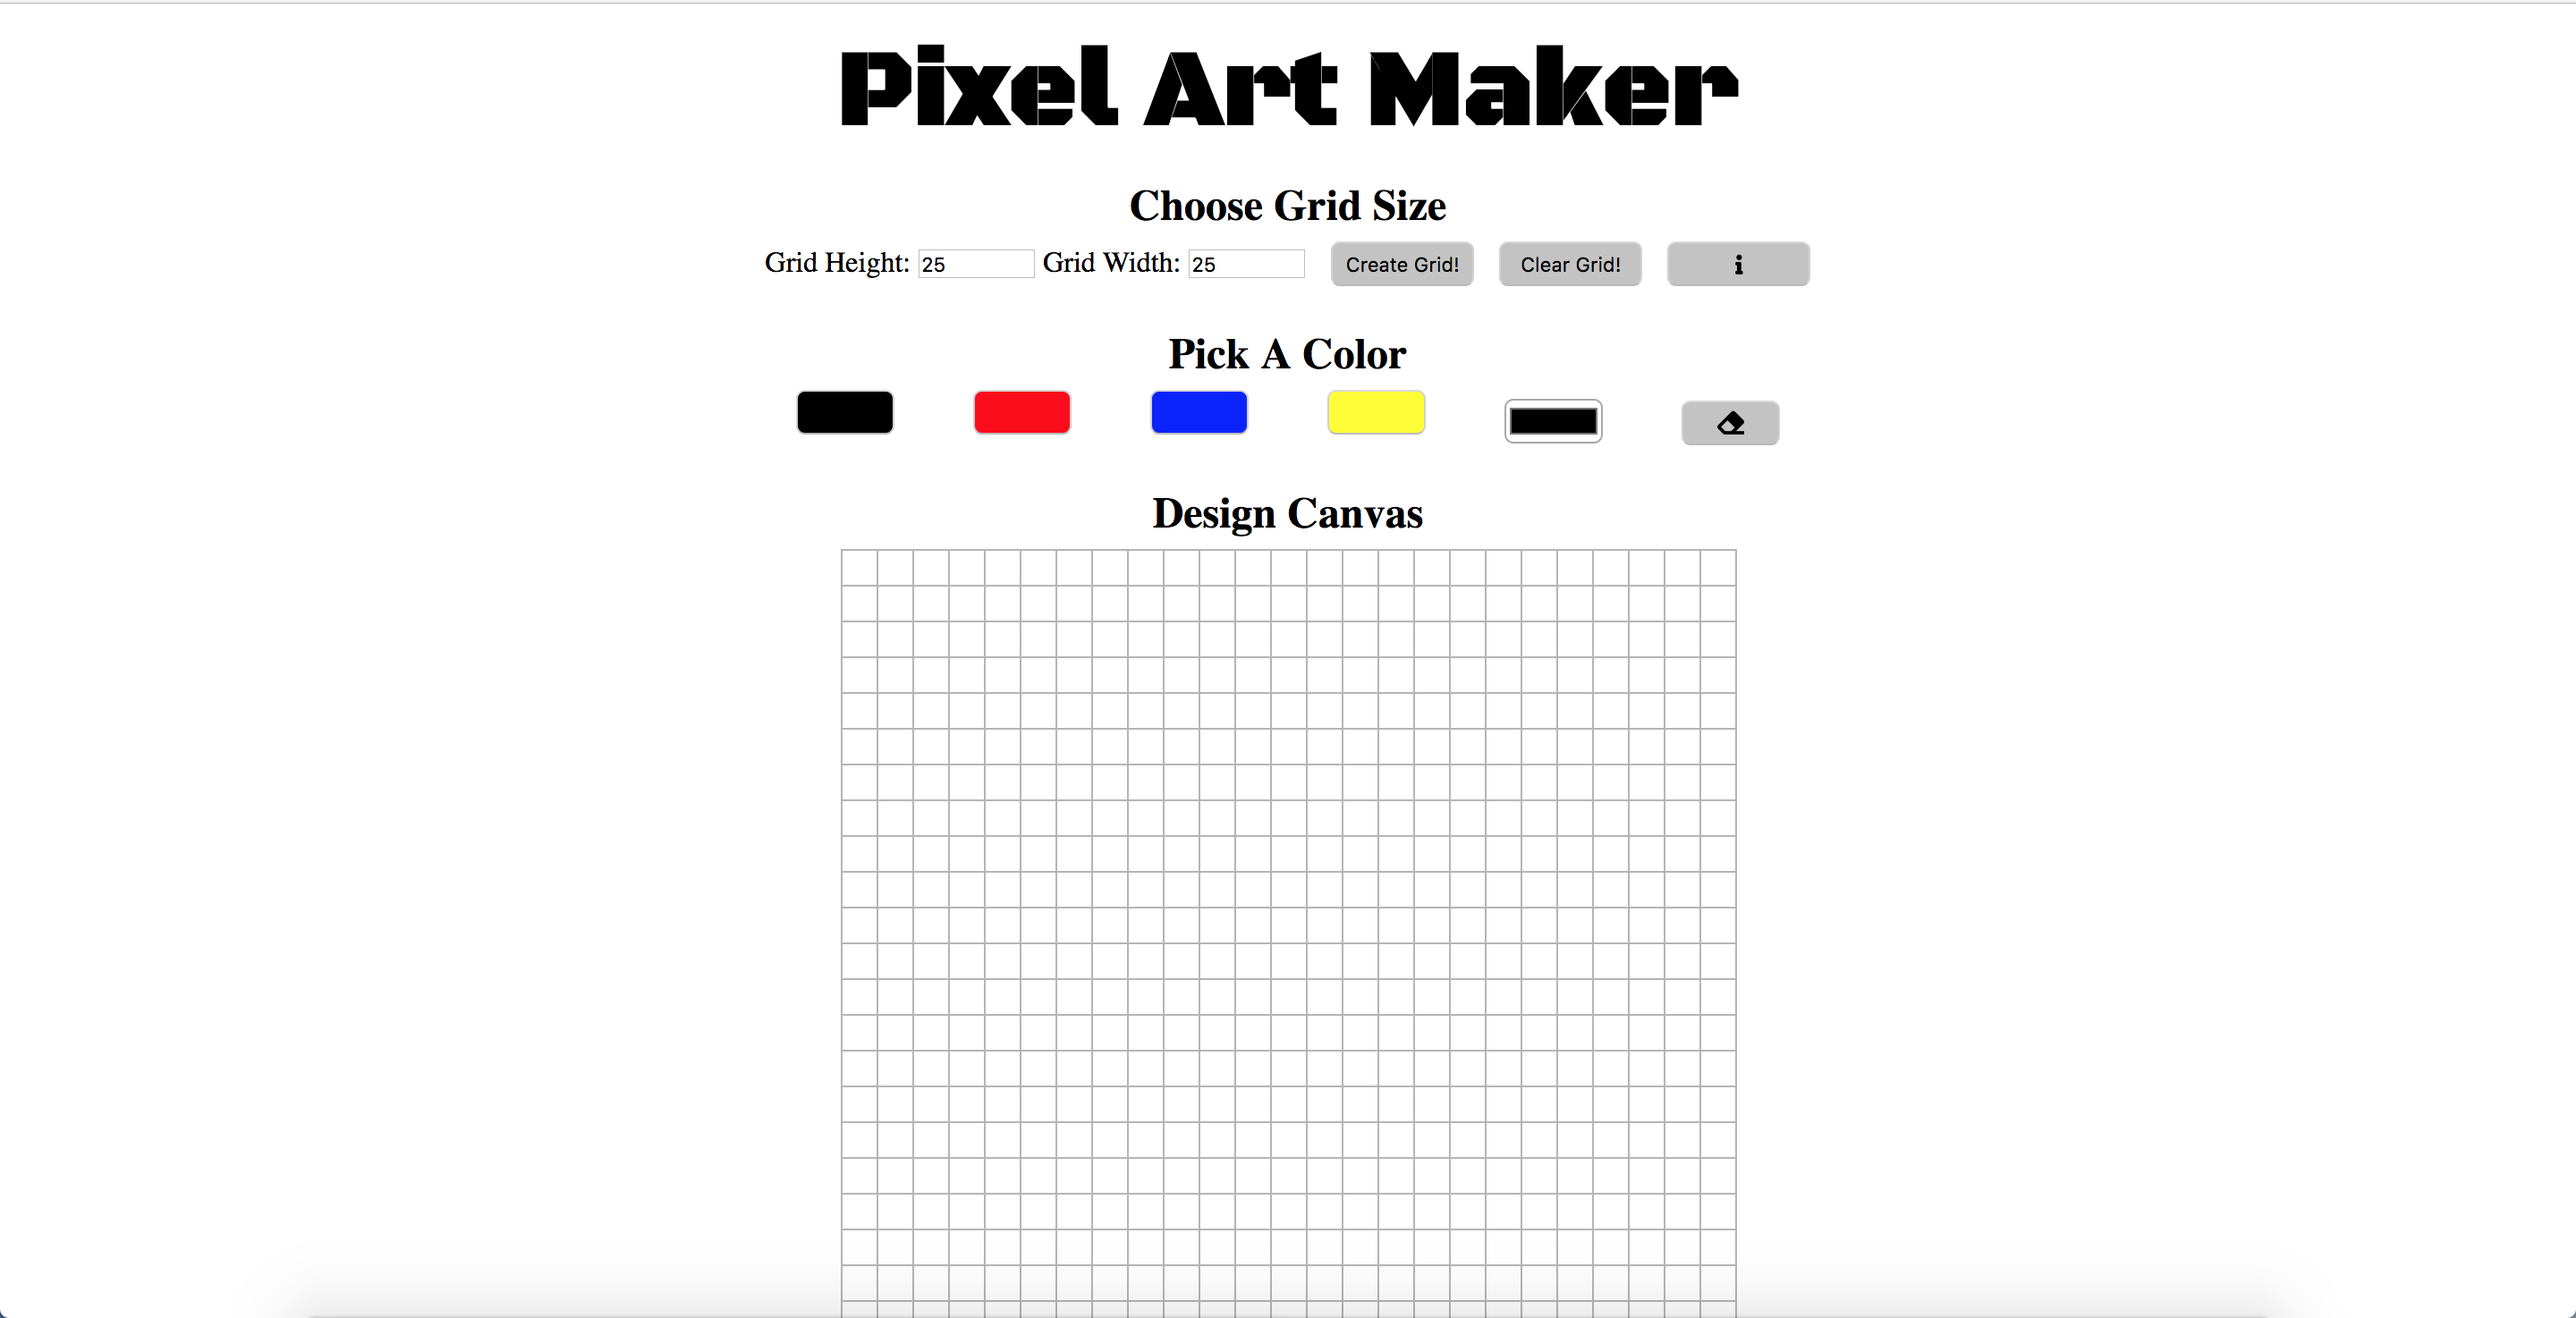 Pixel Art Maker
Choose Grid Size
Grid Height: 25 Grid Width: 25 Create Grid! Clear Grid! i
Pick A Color
Design Canvas